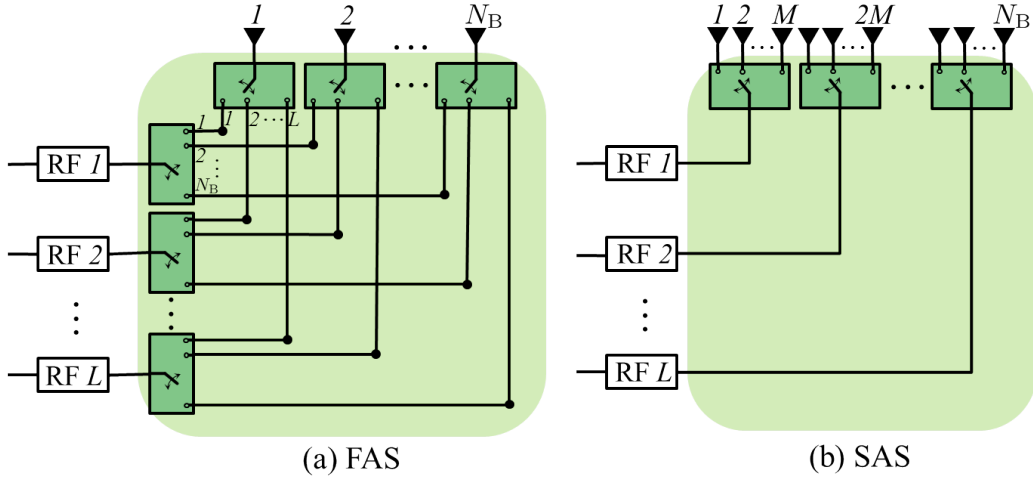 1 2 ··· N_B
1 2 ··· M ··· 2M ··· N_B
··· ···
1 1 2 ··· L
2
⋮
N_B
RF 1
RF 2
⋮
RF L
RF 1
RF 2
⋮
RF L
(a) FAS
(b) SAS